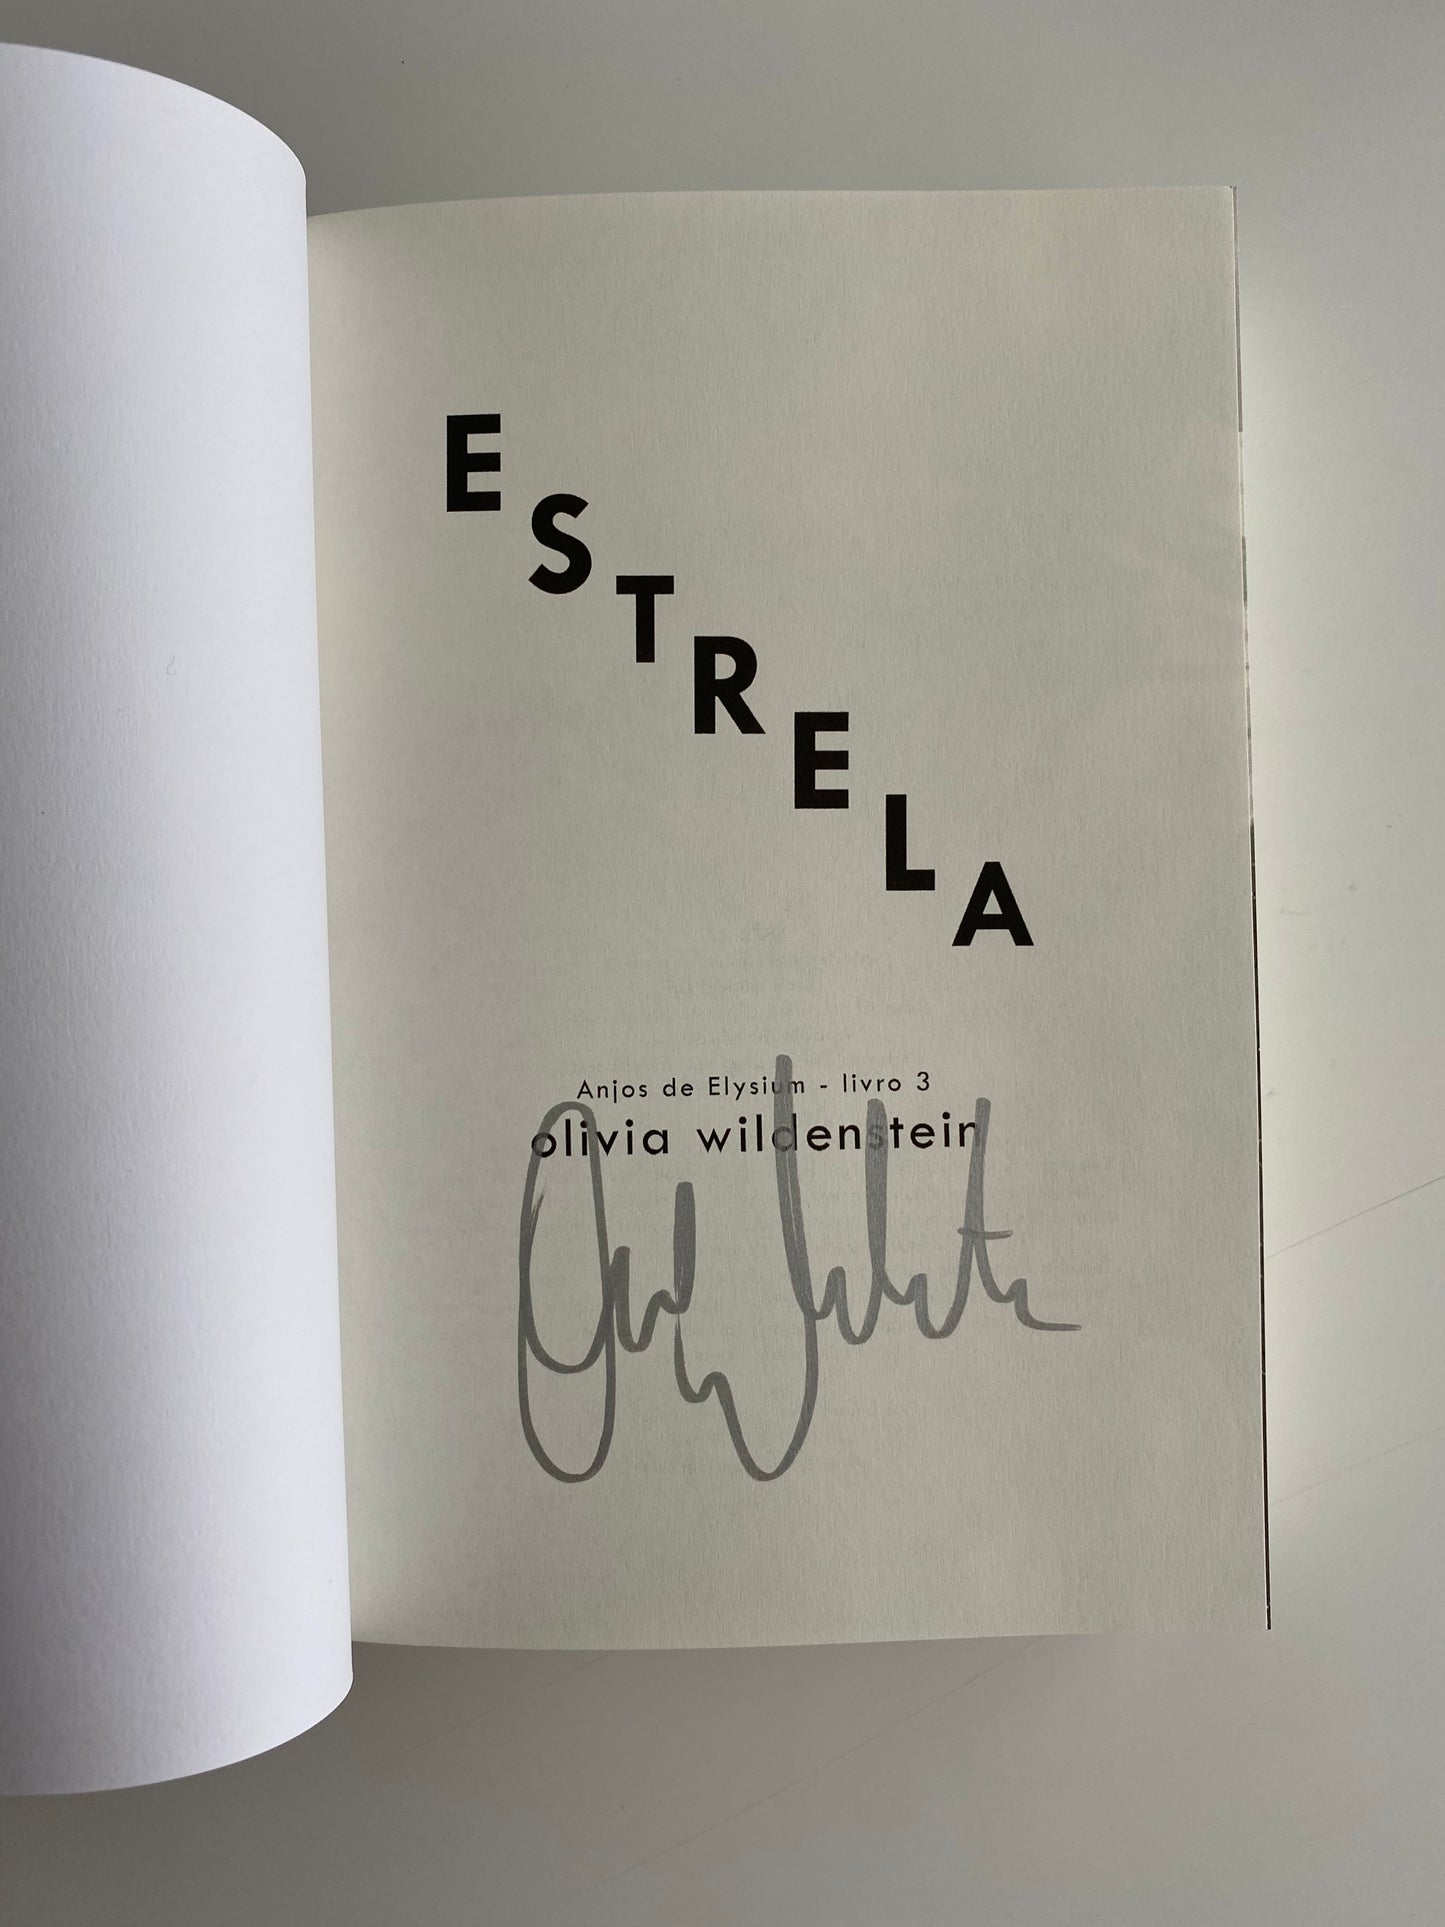 ESTRELA
Anjos de Elysium - livro 3
olivia wildenstein